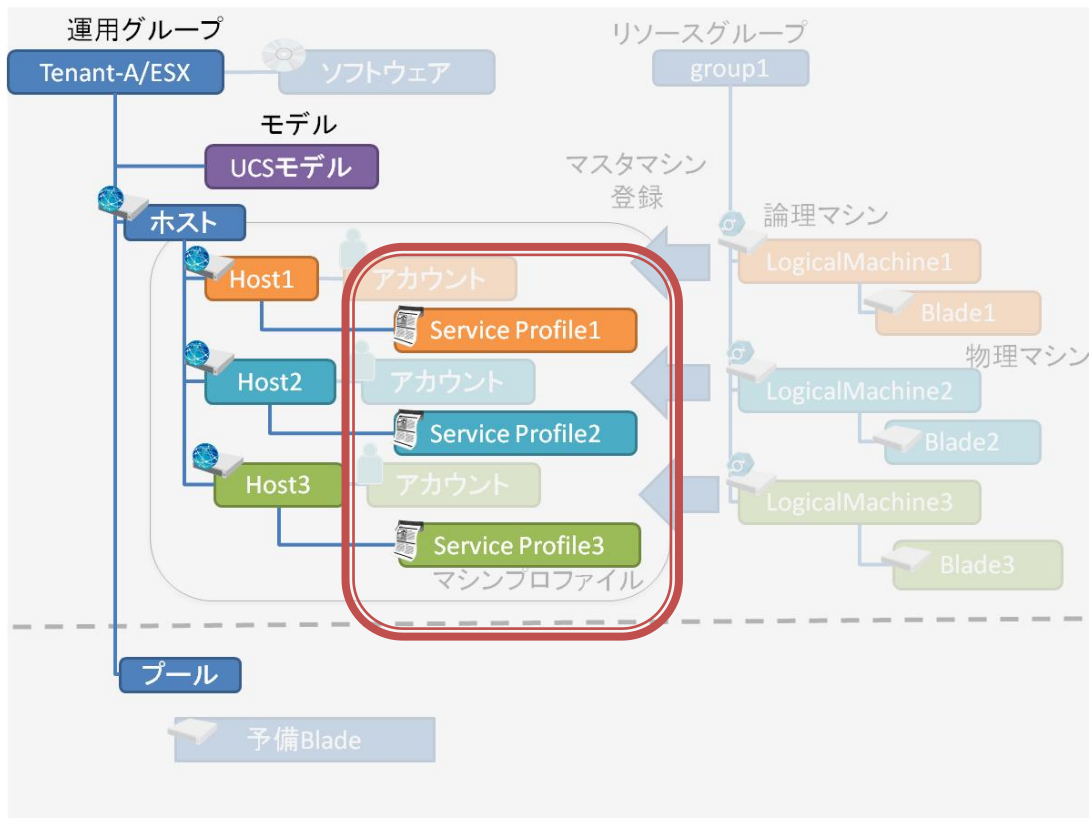 運用グループ
Tenant-A/ESX
ソフトウェア
モデル
UCSモデル
ホスト
Host1
アカウント
Service Profile1
Host2
アカウント
Service Profile2
Host3
アカウント
Service Profile3
マシンプロファイル
リソースグループ
group1
マスタマシン
登録
論理マシン
LogicalMachine1
Blade1
物理マシン
LogicalMachine2
Blade2
LogicalMachine3
Blade3
プール
予備Blade